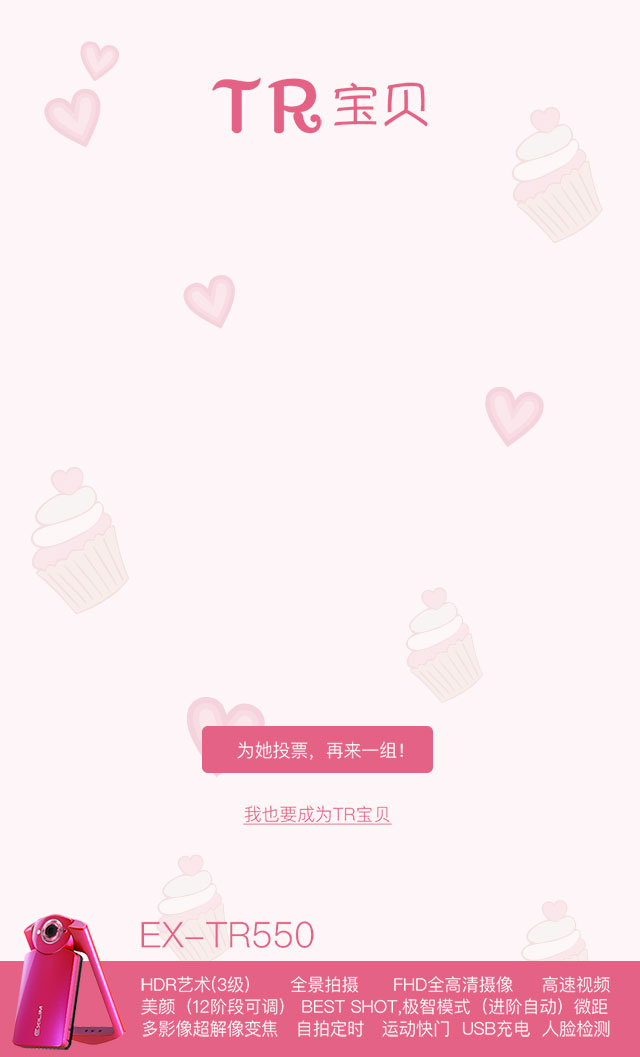 TR宝贝
为她投票，再来一组！
我也要成为TR宝贝
EX-TR550
HDR艺术(3级) 全景拍摄 FHD全高清摄像 高速视频
美颜（12阶段可调） BEST SHOT,极智模式（进阶自动）微距
多影像超解像变焦 自拍定时 运动快门 USB充电 人脸检测
EXILIM